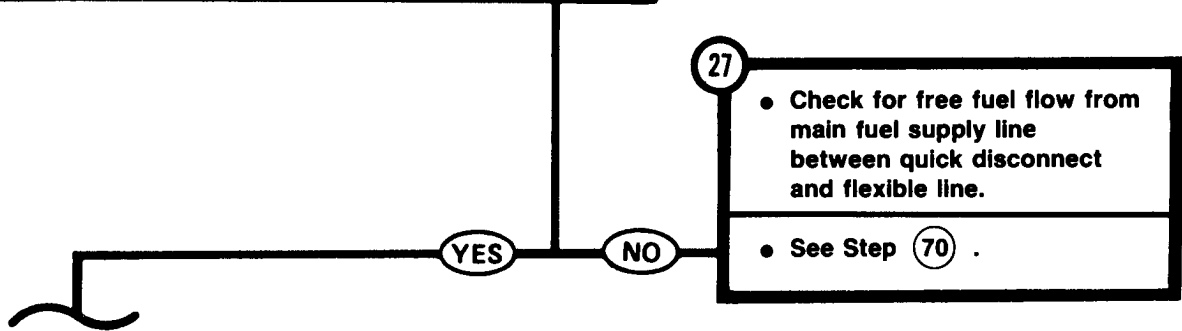 27
• Check for free fuel flow from
main fuel supply line
between quick disconnect
and flexible line.
YES NO • See Step 70 .